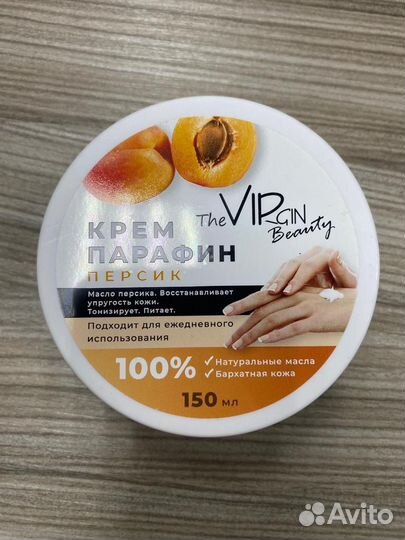 The VIRGIN
Beauty
КРЕМ
ПАРАФИН
ПЕРСИК
Масло персика. Восстанавливает
упругость кожи.
Тонизирует. Питает.
Подходит для ежедневного
использования
100%
✓ Натуральные масла
✓ Бархатная кожа
150 мл
Avito